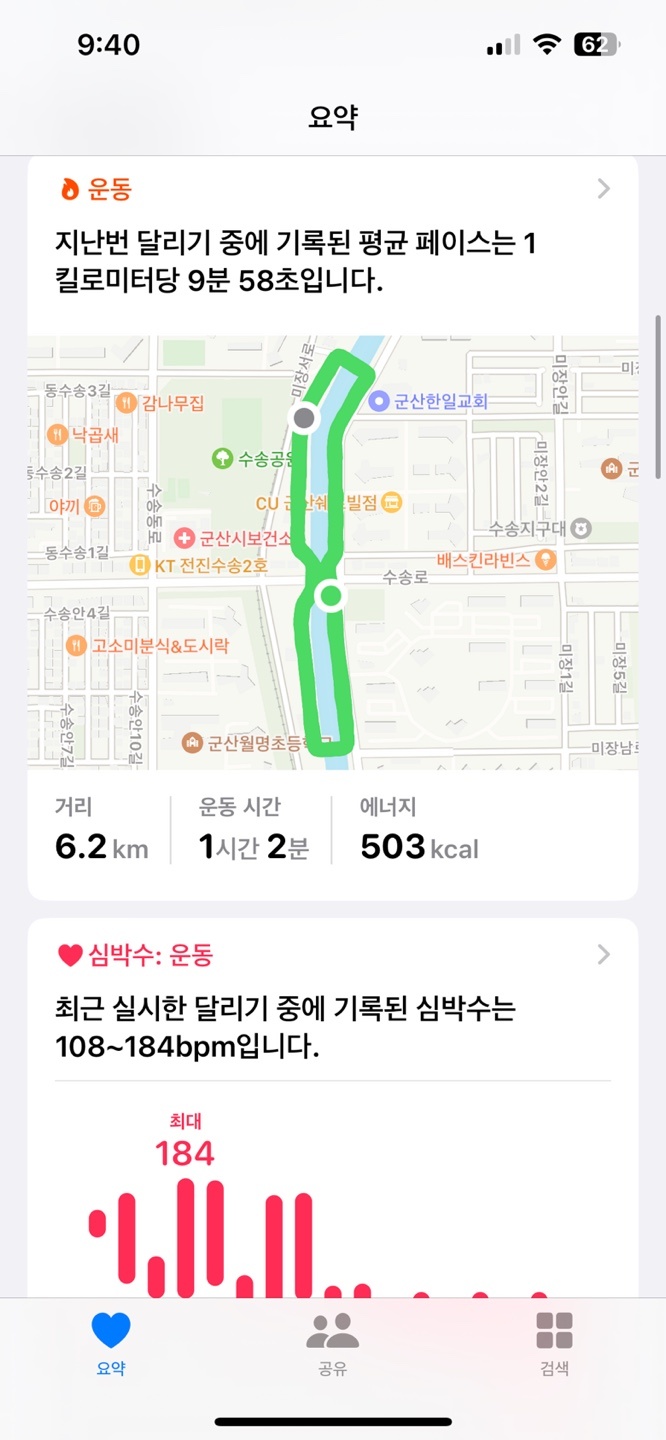 9:40
62
요약
운동
지난번 달리기 중에 기록된 평균 페이스는 1
킬로미터당 9분 58초입니다.
미장서로
동수송3길
감나무집
군산한일교회
미장안길
낙곱새
수송공원
동수송2길
미장안2길
야끼
수송동로
CU 군산쉐르빌점
수송지구대
군산시보건소
동수송1길
KT 전진수송2호
배스킨라빈스
수송로
수송안4길
고소미분식&도시락
미장1길
미장5길
수송안7길
수송안10길
군산월명초등학교
미장남로
거리
운동 시간
에너지
6.2 km
1시간 2분
503 kcal
심박수: 운동
최근 실시한 달리기 중에 기록된 심박수는
108~184bpm입니다.
최대
184
요약
공유
검색